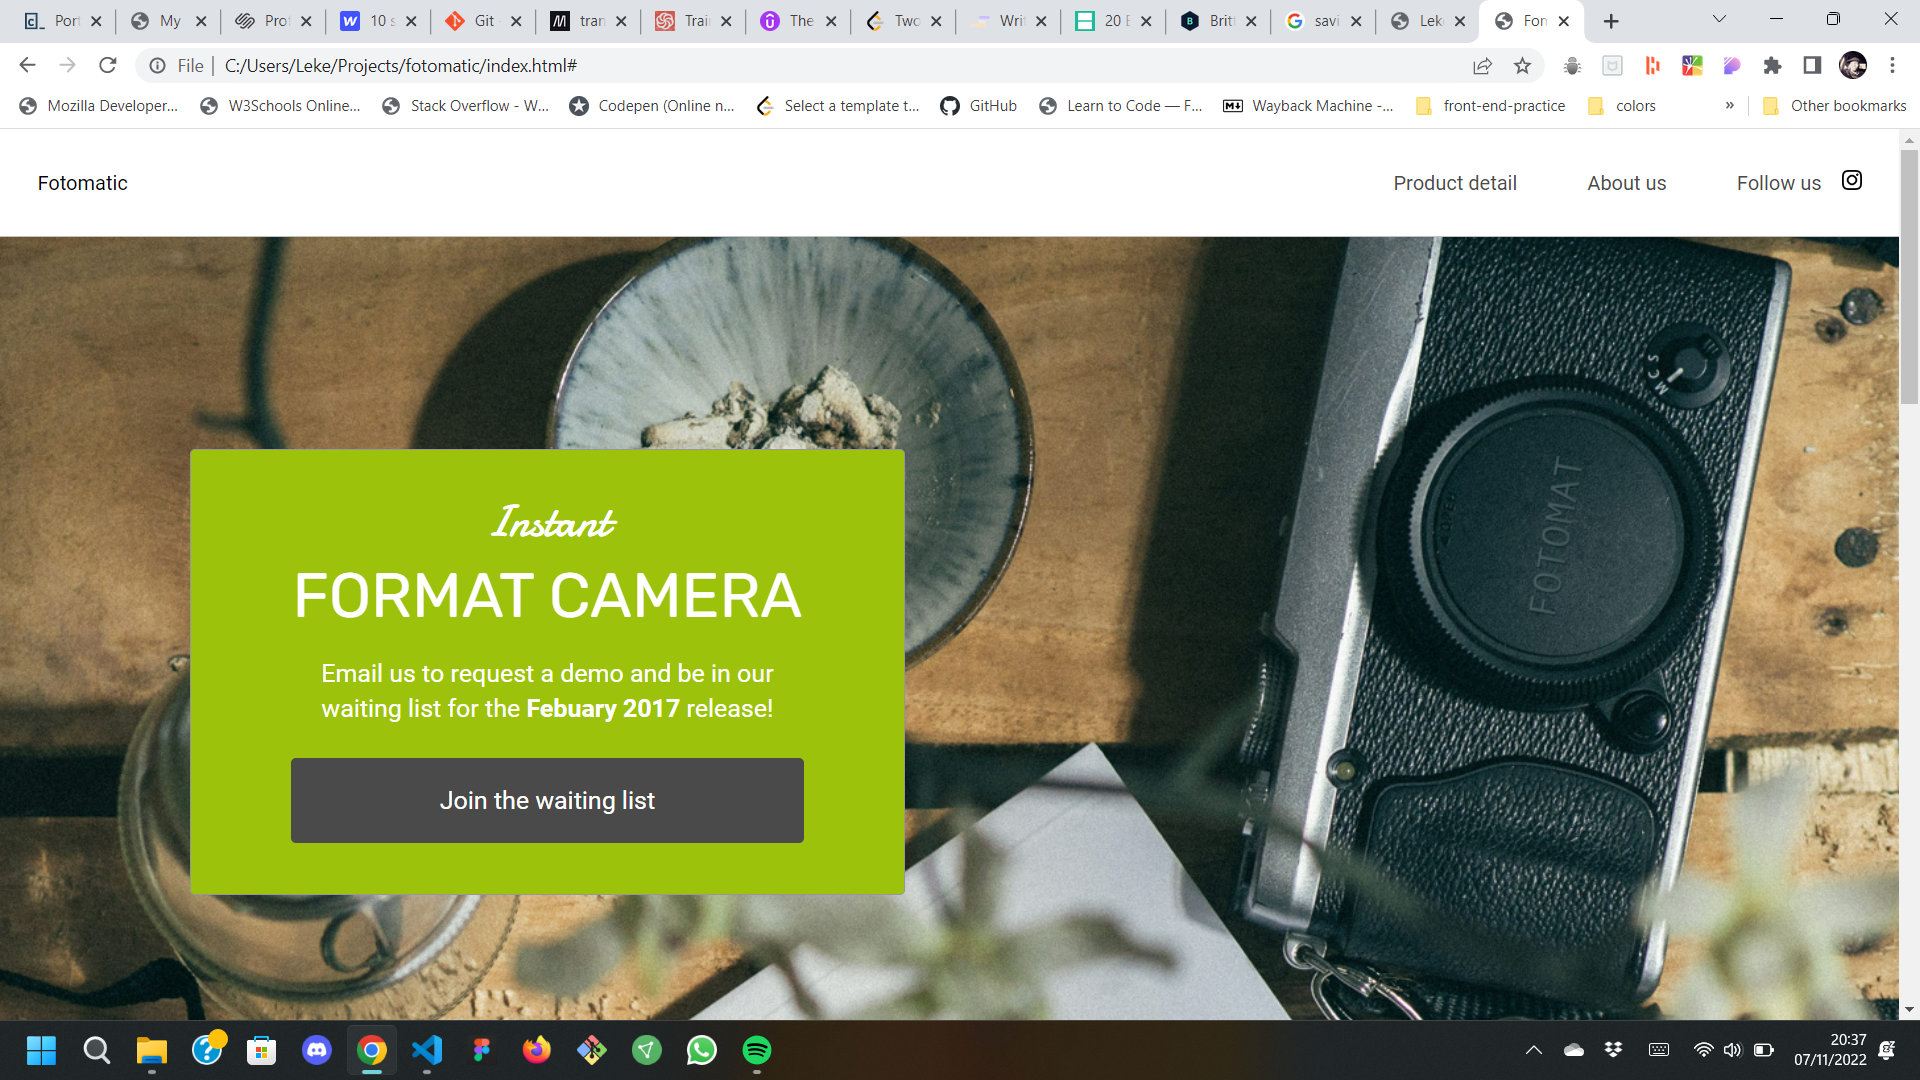 Port
My
Prof
10 s
Git
tran
Trai
The
Two
Writ
20 E
Britt
savi
Lek
Fon
File | C:/Users/Leke/Projects/fotomatic/index.html#
Mozilla Developer...
W3Schools Online...
Stack Overflow - W...
Codepen (Online n...
Select a template t...
GitHub
Learn to Code — F...
Wayback Machine -...
front-end-practice
colors
»
Other bookmarks
Fotomatic
Product detail
About us
Follow us
Instant
FORMAT CAMERA
Email us to request a demo and be in our
waiting list for the Febuary 2017 release!
Join the waiting list
S C M
FOTOMAT
20:37
07/11/2022